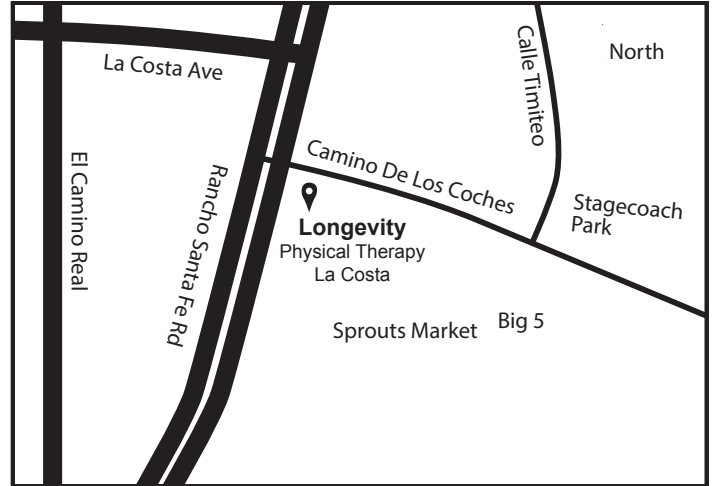 North
La Costa Ave
Calle Timiteo
El Camino Real
Rancho Santa Fe Rd
Camino De Los Coches
Stagecoach
Park
Longevity
Physical Therapy
La Costa
Sprouts Market
Big 5